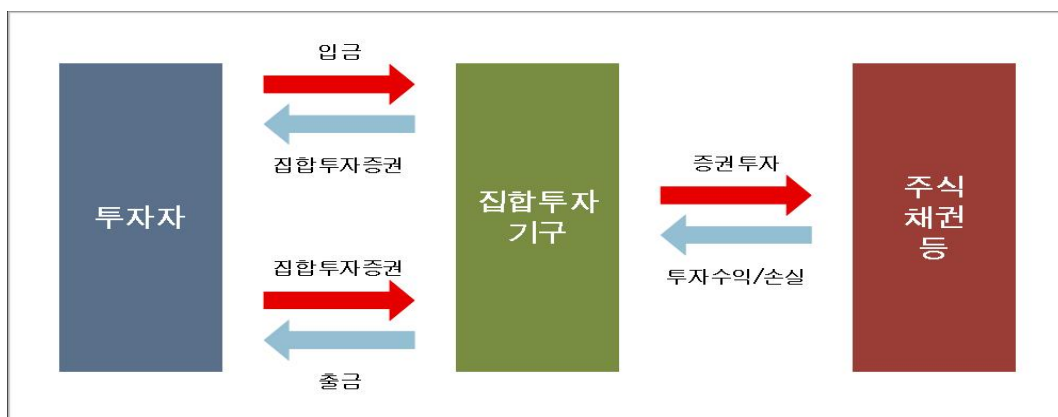 입금
집합투자증권
투자자
집합투자증권
출금
집합투자
기구
증권투자
투자수익/손실
주식
채권
등